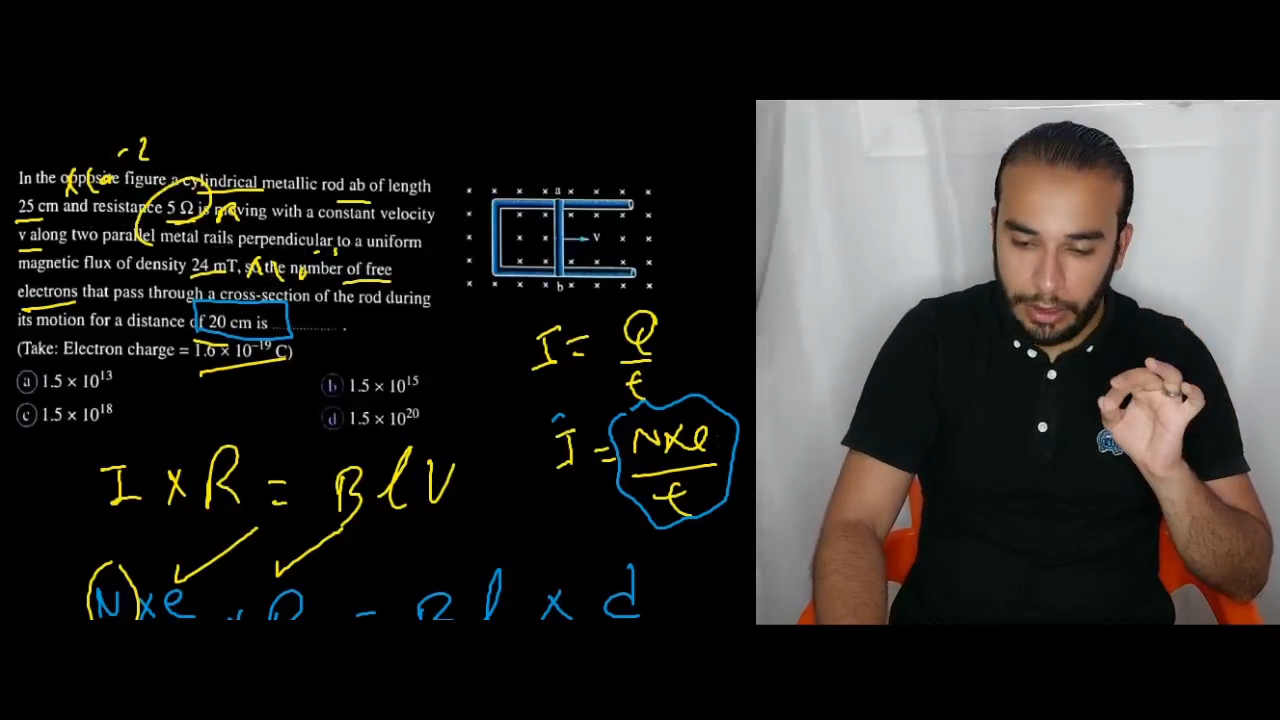 In the opposite figure a cylindrical metallic rod ab of length
25 cm and resistance 5 Ω is moving with a constant velocity
v along two parallel metal rails perpendicular to a uniform
magnetic flux of density 24 mT, so the number of free
electrons that pass through a cross-section of the rod during
its motion for a distance of 20 cm is ................ .
(Take: Electron charge = 1.6 × 10⁻¹⁹ C)
a 1.5 × 10¹³
b 1.5 × 10¹⁵
c 1.5 × 10¹⁸
d 1.5 × 10²⁰
a
v
b
I = Q/t
I = N×e/t
I × R = B l V
N × e × R = B l × d
-2
R